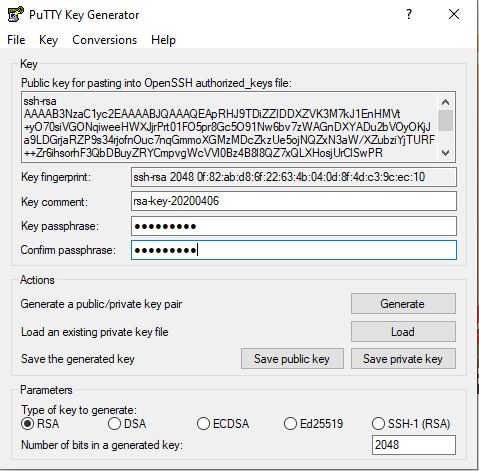 PuTTY Key Generator
?
File Key Conversions Help
Key
Public key for pasting into OpenSSH authorized_keys file:
ssh-rsa
AAAAB3NzaC1yc2EAAAABJQAAAQEApRHJ9TDiZZIDDXZVK3M7kJ1EnHMVt
+yO70siVGONqiweeHWXJjrPrt01FO5pr8Gc5O91Nw6bv7zWAGnDXYADu2bVOyOKjJ
a9LDGrjaRZP9s34rjofnOuc7nqGmmoXGMzMDcZkzUe5ojNQZxN3aW/XZubziYjTURF
++Zr6ihsorhF3QbDBuyZRYCmpvgWcVVI0Bz4B8I8QZ7xQLXHosjUrCISwPR
Key fingerprint: ssh-rsa 2048 0f:82:ab:d8:6f:22:63:4b:04:0d:8f:4d:c3:9c:ec:10
Key comment: rsa-key-20200406
Key passphrase: ●●●●●●●●●
Confirm passphrase: ●●●●●●●●●
Actions
Generate a public/private key pair Generate
Load an existing private key file Load
Save the generated key Save public key Save private key
Parameters
Type of key to generate:
RSA DSA ECDSA Ed25519 SSH-1 (RSA)
Number of bits in a generated key: 2048